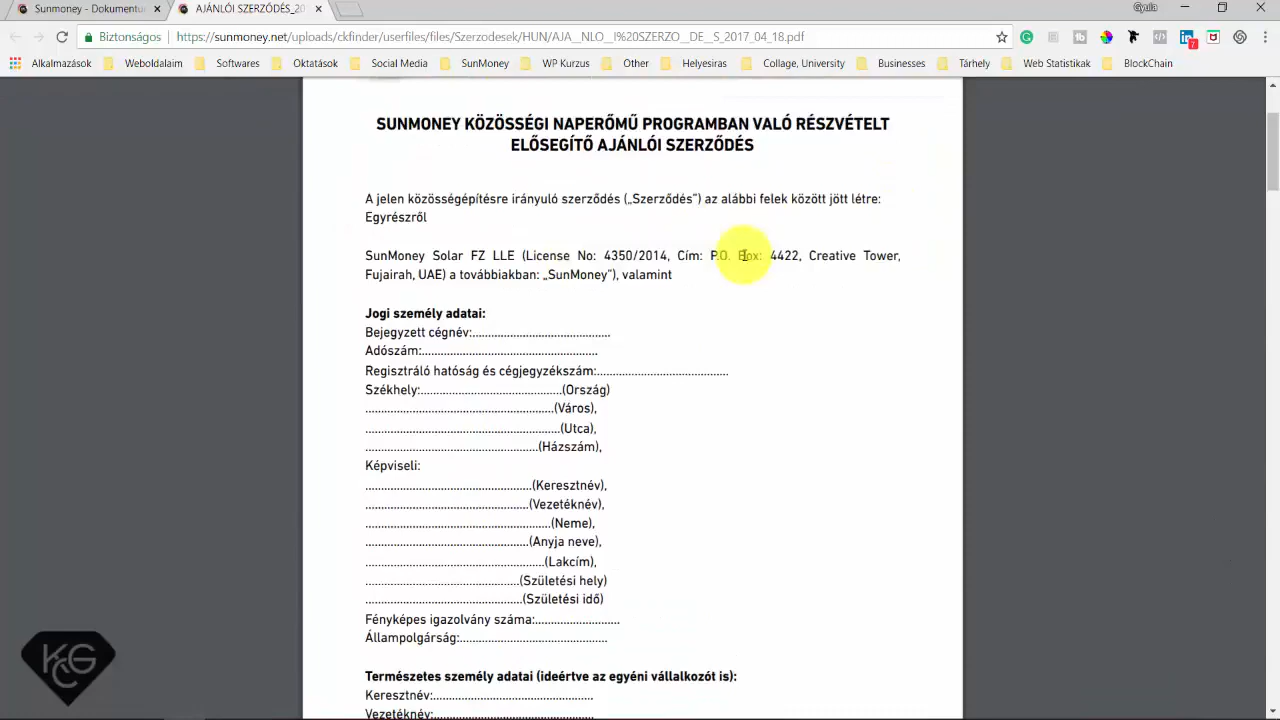 Sunmoney - Dokumentu
AJÁNLÓI SZERZŐDÉS_20
Gyula
Biztonságos
https://sunmoney.net/uploads/ckfinder/userfiles/files/Szerzodesek/HUN/AJA__NLO__I%20SZERZO__DE__S_2017_04_18.pdf
7
Alkalmazások
Weboldalaim
Softwares
Oktatások
Social Media
SunMoney
WP Kurzus
Other
Helyesiras
Collage, University
Businesses
Tárhely
Web Statistikak
BlockChain
SUNMONEY KÖZÖSSÉGI NAPERŐMŰ PROGRAMBAN VALÓ RÉSZVÉTELT
ELŐSEGÍTŐ AJÁNLÓI SZERZŐDÉS
A jelen közösségépítésre irányuló szerződés („Szerződés") az alábbi felek között jött létre:
Egyrészről
SunMoney Solar FZ LLE (License No: 4350/2014, Cím: P.O. Box: 4422, Creative Tower,
Fujairah, UAE) a továbbiakban: „SunMoney"), valamint
Jogi személy adatai:
Bejegyzett cégnév:..........................................
Adószám:......................................................
Regisztráló hatóság és cégjegyzékszám:........................................
Székhely:...........................................(Ország)
.........................................................(Város),
...........................................................(Utca),
....................................................(Házszám),
Képviseli:
..................................................(Keresztnév),
.................................................(Vezetéknév),
........................................................(Neme),
.................................................(Anyja neve),
......................................................(Lakcím),
..............................................(Születési hely)
...............................................(Születési idő)
Fényképes igazolvány száma:..........................
Állampolgárság:.............................................
Természetes személy adatai (ideértve az egyéni vállalkozót is):
Keresztnév:.................................................
Vezetéknév:.................................................
KCG